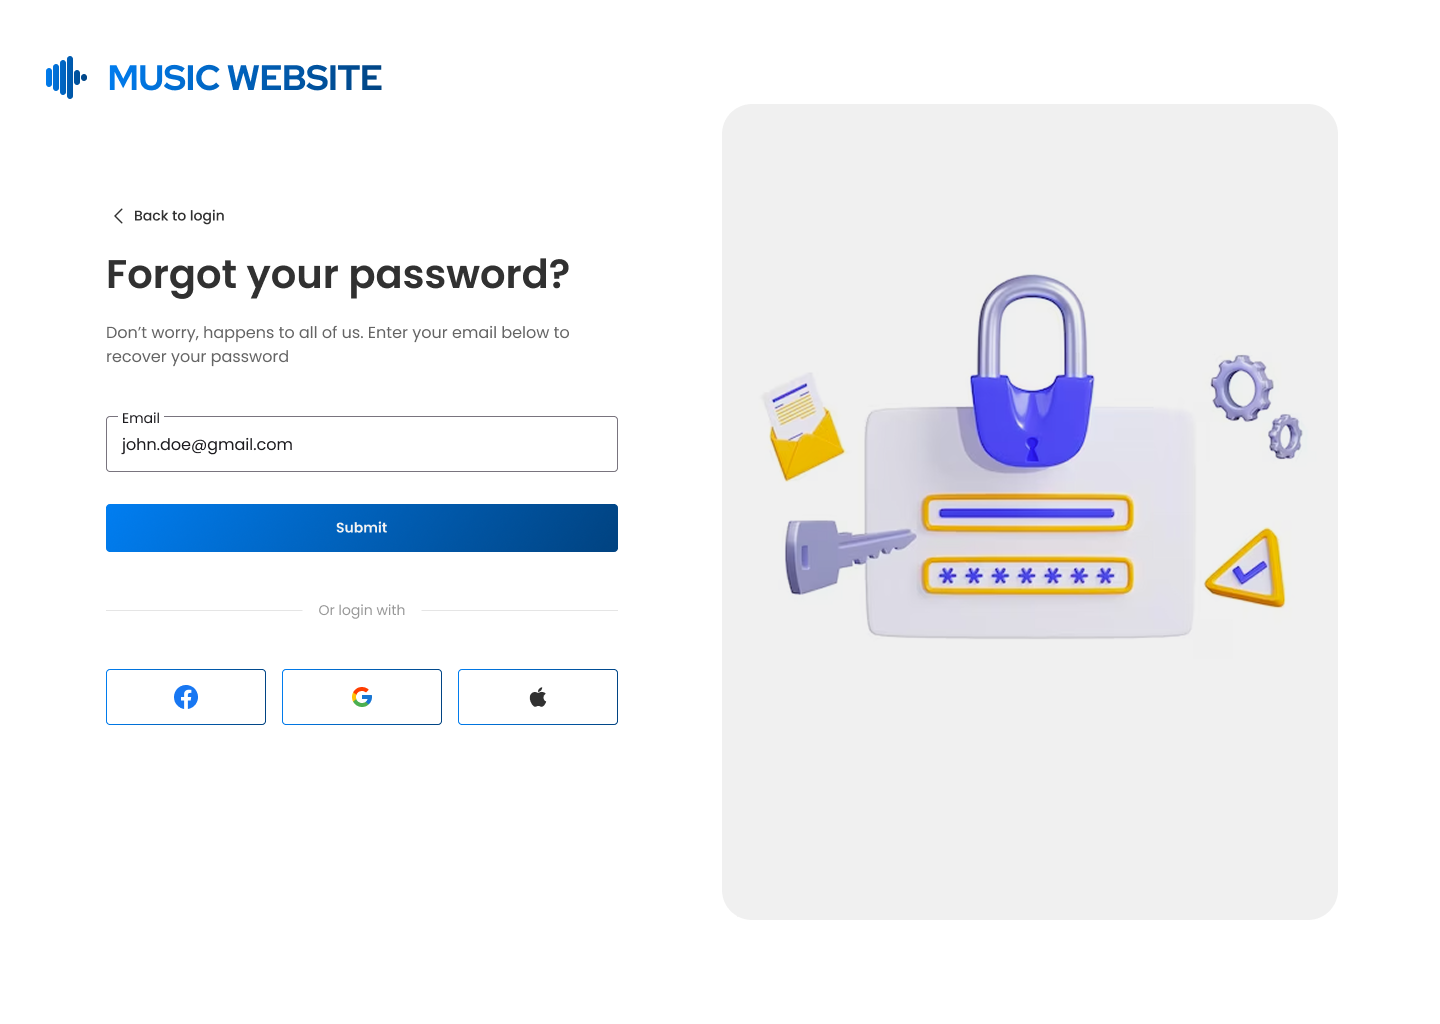 MUSIC WEBSITE
Back to login
Forgot your password?
Don’t worry, happens to all of us. Enter your email below to
recover your password
Email
john.doe@gmail.com
Submit
Or login with
*******